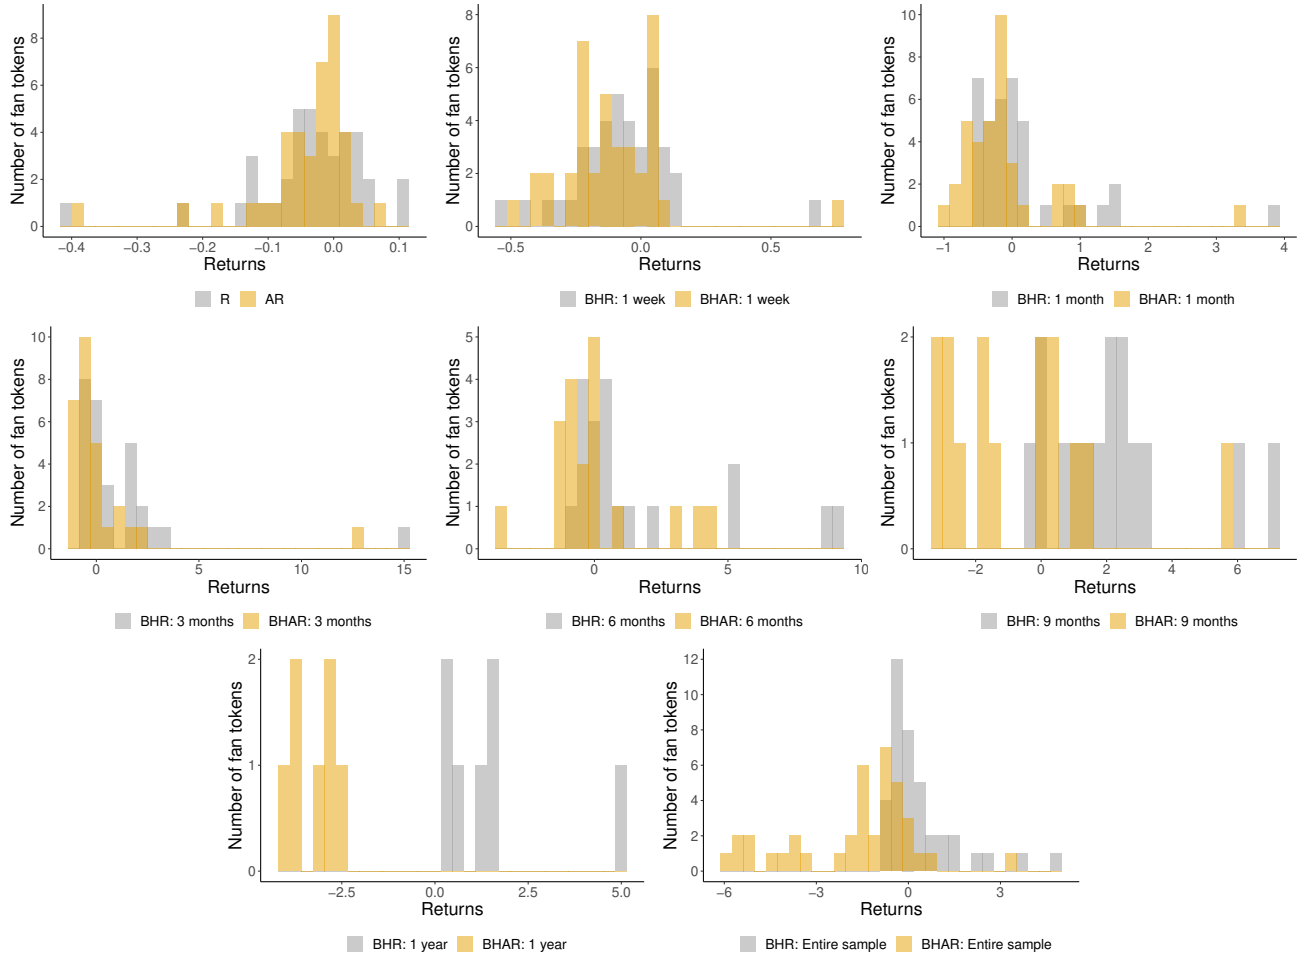 Number of fan tokens
8
6
4
2
0
−0.4 −0.3 −0.2 −0.1 0.0 0.1
Returns
R AR
Number of fan tokens
8
6
4
2
0
−0.5 0.0 0.5
Returns
BHR: 1 week BHAR: 1 week
Number of fan tokens
10
8
6
4
2
0
−1 0 1 2 3 4
Returns
BHR: 1 month BHAR: 1 month
Number of fan tokens
10
8
6
4
2
0
0 5 10 15
Returns
BHR: 3 months BHAR: 3 months
Number of fan tokens
5
4
3
2
1
0
0 5 10
Returns
BHR: 6 months BHAR: 6 months
Number of fan tokens
2
1
0
−2 0 2 4 6
Returns
BHR: 9 months BHAR: 9 months
Number of fan tokens
2
1
0
−2.5 0.0 2.5 5.0
Returns
BHR: 1 year BHAR: 1 year
Number of fan tokens
12
10
8
6
4
2
0
−6 −3 0 3
Returns
BHR: Entire sample BHAR: Entire sample